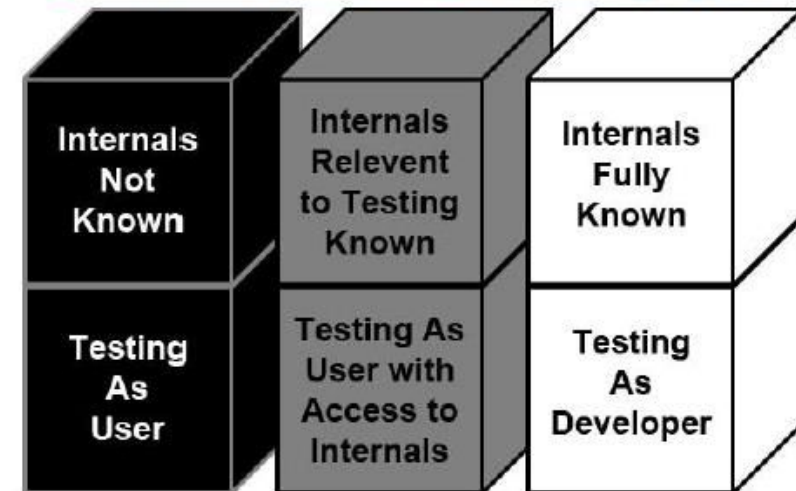 Internals
Not
Known
Internals
Relevent
to Testing
Known
Internals
Fully
Known
Testing
As
User
Testing As
User with
Access to
Internals
Testing
As
Developer